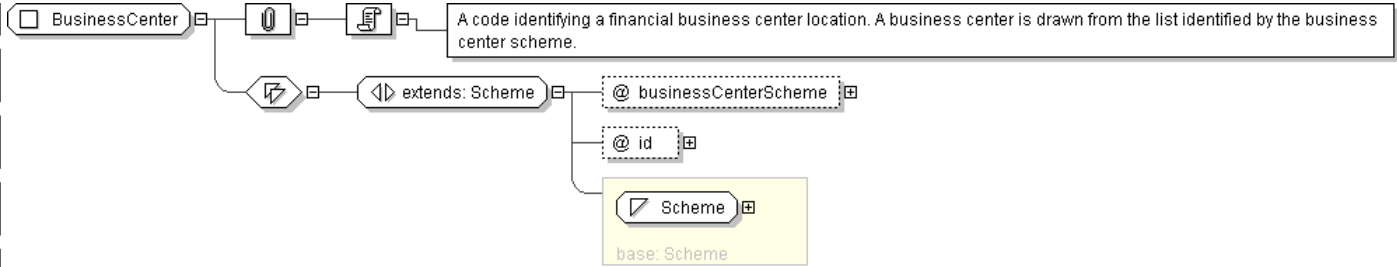 BusinessCenter
A code identifying a financial business center location. A business center is drawn from the list identified by the business
center scheme.
extends: Scheme
@ businessCenterScheme
@ id
Scheme
base: Scheme